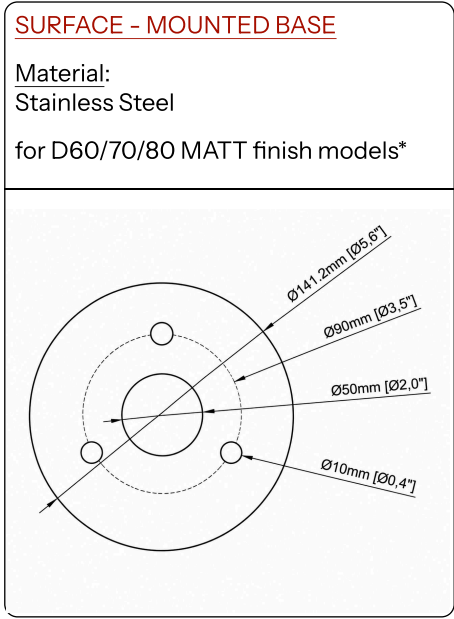 SURFACE - MOUNTED BASE
Material:
Stainless Steel
for D60/70/80 MATT finish models*
Ø141.2mm [Ø5,6"]
Ø90mm [Ø3,5"]
Ø50mm [Ø2,0"]
Ø10mm [Ø0,4"]